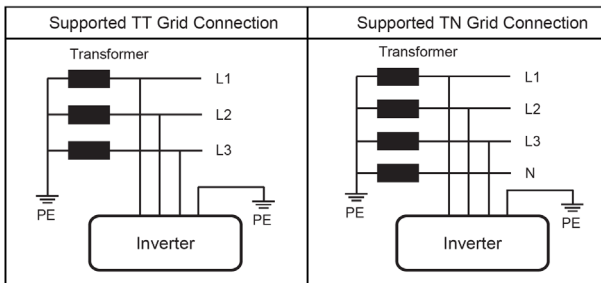 Supported TT Grid Connection
Transformer
L1
L2
L3
PE
PE
Inverter
Supported TN Grid Connection
Transformer
L1
L2
L3
N
PE
PE
Inverter